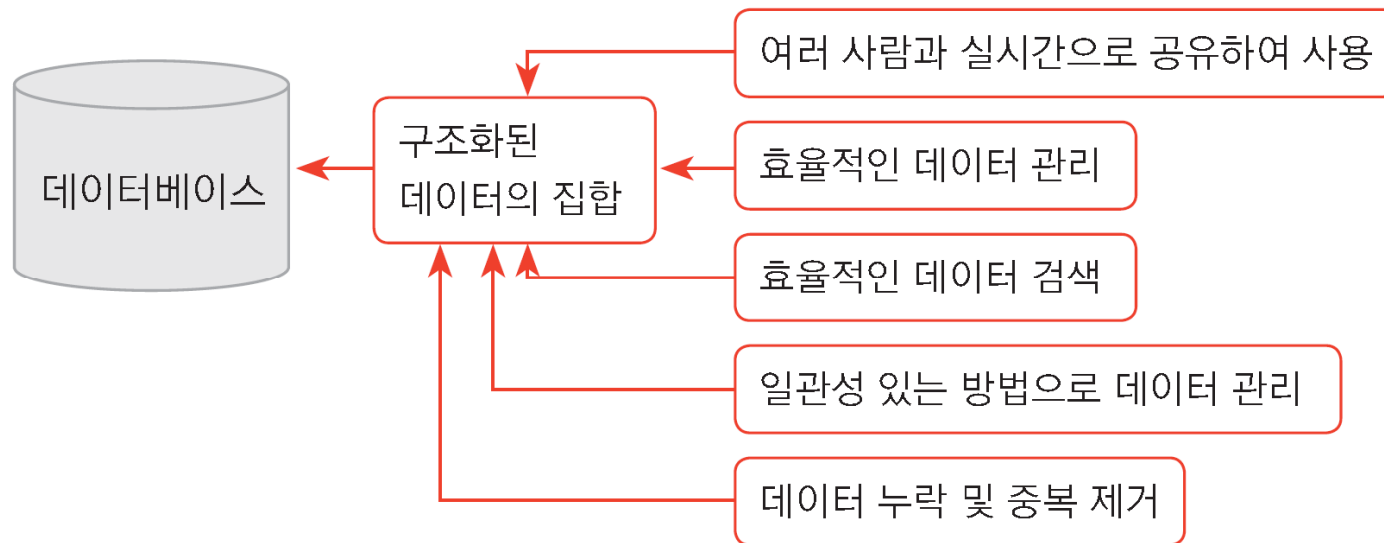 데이터베이스
구조화된
데이터의 집합
여러 사람과 실시간으로 공유하여 사용
효율적인 데이터 관리
효율적인 데이터 검색
일관성 있는 방법으로 데이터 관리
데이터 누락 및 중복 제거